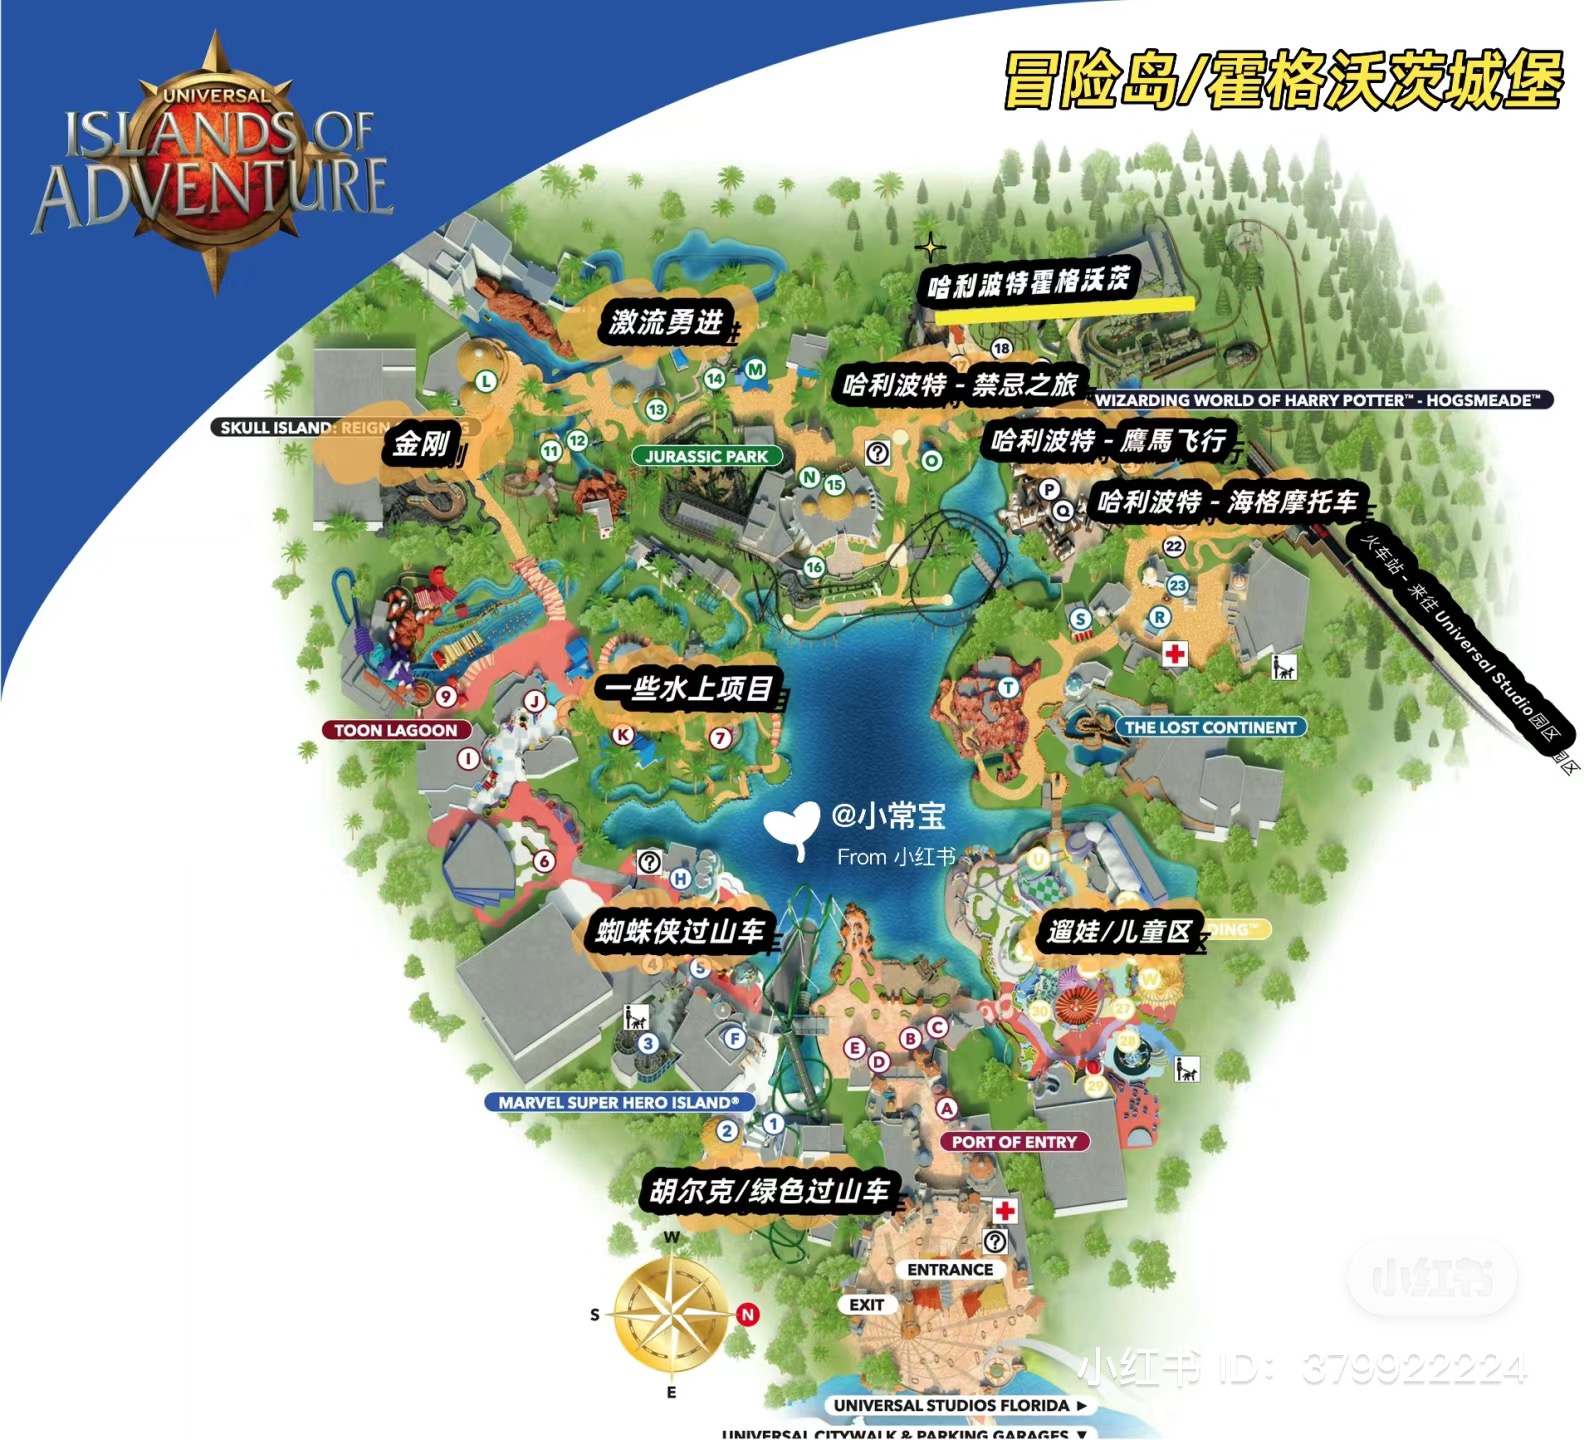 UNIVERSAL
ISLANDS OF
ADVENTURE
冒险岛/霍格沃茨城堡
哈利波特霍格沃茨
激流勇进
18
17
哈利波特 - 禁忌之旅
WIZARDING WORLD OF HARRY POTTER™ - HOGSMEADE™
L
14
M
13
SKULL ISLAND: REIGN
金刚
11
12
JURASSIC PARK
?
O
哈利波特 - 鹰馬飞行
N
15
P
Q
哈利波特 - 海格摩托车
22
16
23
火车站 - 来往 Universal Studio园区
园区
S
R
9
J
一些水上项目
T
TOON LAGOON
I
K
7
THE LOST CONTINENT
@小常宝
From 小红书
6
?
H
U
蜘蛛侠过山车
遛娃/儿童区
DING™
4
5
W
3
F
E
D
B
C
30
27
28
29
MARVEL SUPER HERO ISLAND®
A
2
1
PORT OF ENTRY
胡尔克/绿色过山车
?
W
S
N
E
ENTRANCE
EXIT
小红书
小红书 ID: 379922224
UNIVERSAL STUDIOS FLORIDA ►
UNIVERSAL CITYWALK & PARKING GARAGES ▼